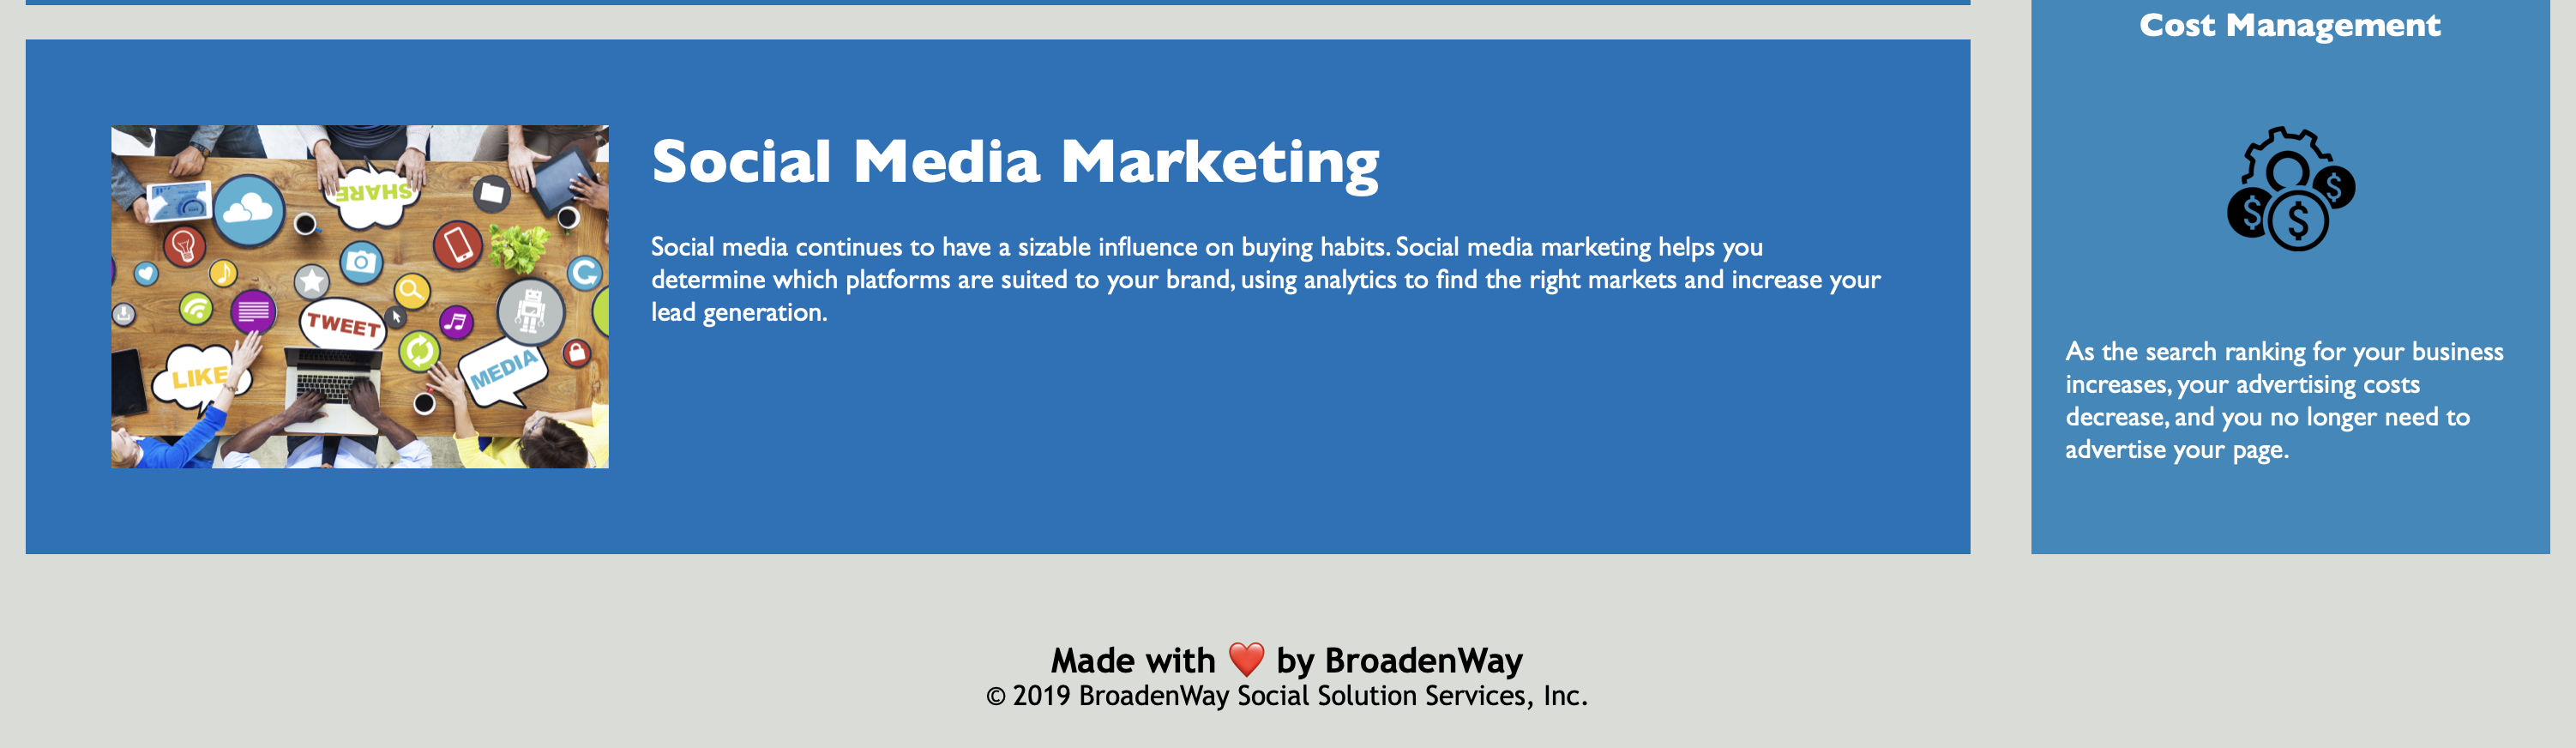 Cost Management
SHARE
TWEET
LIKE
MEDIA
Social Media Marketing
Social media continues to have a sizable influence on buying habits. Social media marketing helps you
determine which platforms are suited to your brand, using analytics to find the right markets and increase your
lead generation.
$ $ $
As the search ranking for your business
increases, your advertising costs
decrease, and you no longer need to
advertise your page.
Made with ❤️ by BroadenWay
© 2019 BroadenWay Social Solution Services, Inc.